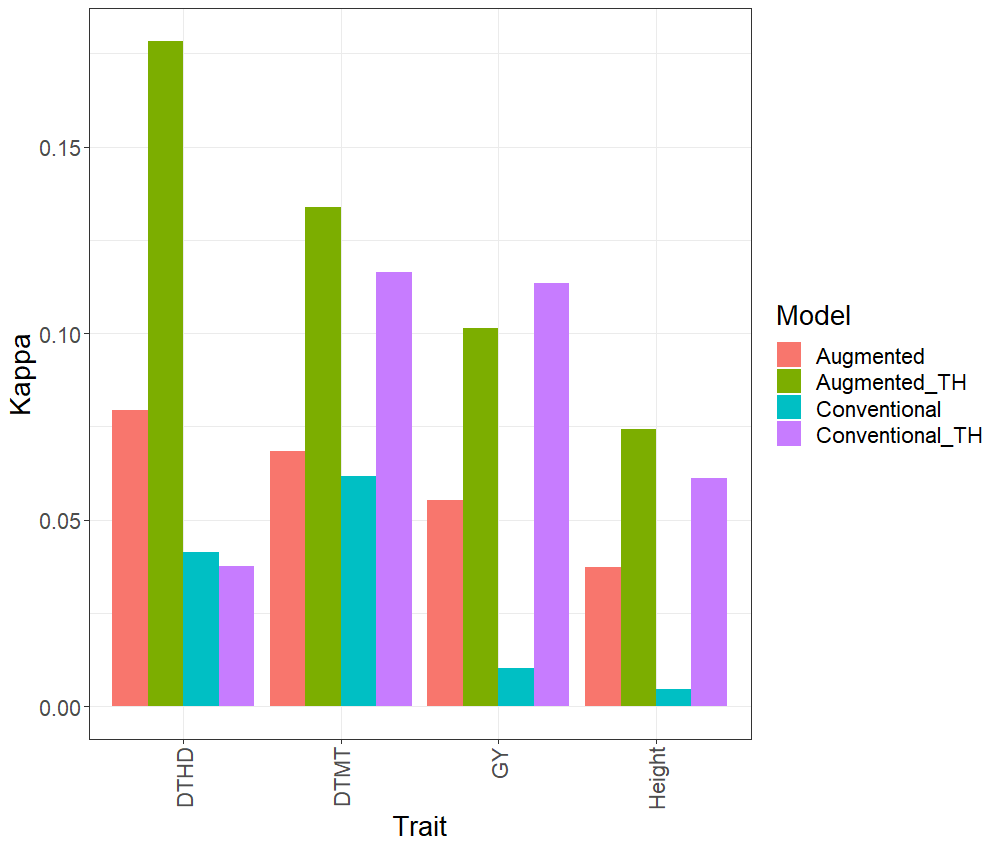 Kappa
0.15
0.10
0.05
0.00
DTHD
DTMT
GY
Height
Trait
Model
Augmented
Augmented_TH
Conventional
Conventional_TH